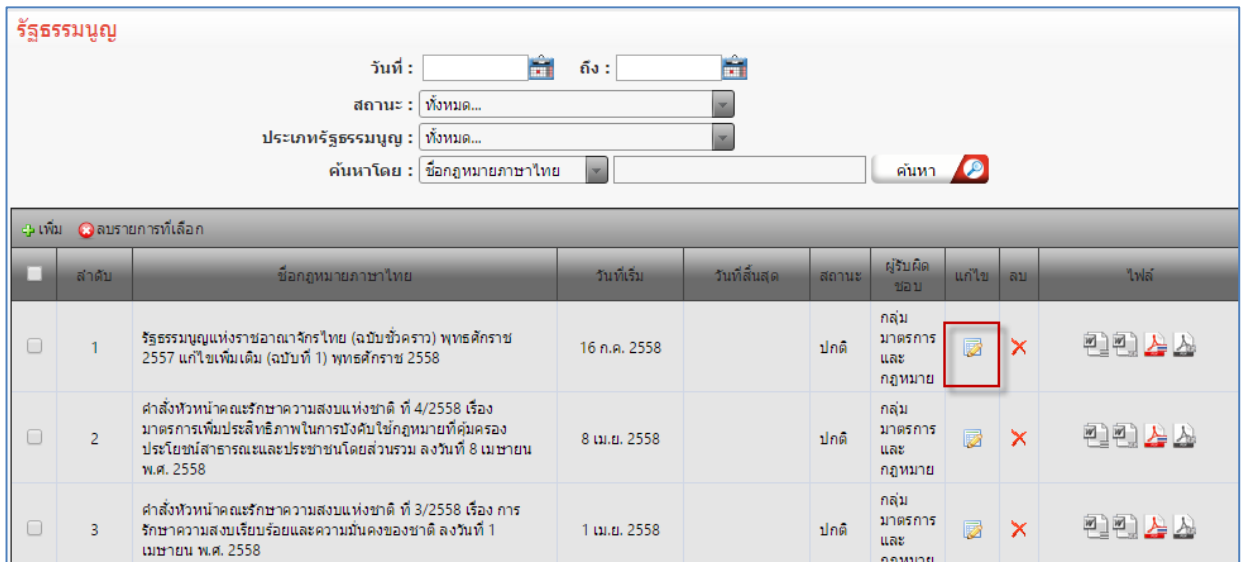 รัฐธรรมนูญ
วันที่ : ถึง :
สถานะ : ทั้งหมด...
ประเภทรัฐธรรมนูญ : ทั้งหมด...
ค้นหาโดย : ชื่อกฎหมายภาษาไทย ค้นหา
เพิ่ม ลบรายการที่เลือก
ลำดับ ชื่อกฎหมายภาษาไทย วันที่เริ่ม วันที่สิ้นสุด สถานะ ผู้รับผิด แก้ไข ลบ ไฟล์
ชอบ
1 รัฐธรรมนูญแห่งราชอาณาจักรไทย (ฉบับชั่วคราว) พุทธศักราช
2557 แก้ไขเพิ่มเติม (ฉบับที่ 1) พุทธศักราช 2558
16 ก.ค. 2558 ปกติ
กลุ่ม
มาตรการ
และ
กฎหมาย
2 คำสั่งหัวหน้าคณะรักษาความสงบแห่งชาติ ที่ 4/2558 เรื่อง
มาตรการเพิ่มประสิทธิภาพในการบังคับใช้กฎหมายที่คุ้มครอง
ประโยชน์สาธารณะและประชาชนโดยส่วนรวม ลงวันที่ 8 เมษายน
พ.ศ. 2558
8 เม.ย. 2558 ปกติ
กลุ่ม
มาตรการ
และ
กฎหมาย
3 คำสั่งหัวหน้าคณะรักษาความสงบแห่งชาติ ที่ 3/2558 เรื่อง การ
รักษาความสงบเรียบร้อยและความมั่นคงของชาติ ลงวันที่ 1
เมษายน พ.ศ. 2558
1 เม.ย. 2558 ปกติ
กลุ่ม
มาตรการ
และ
กฎหมาย